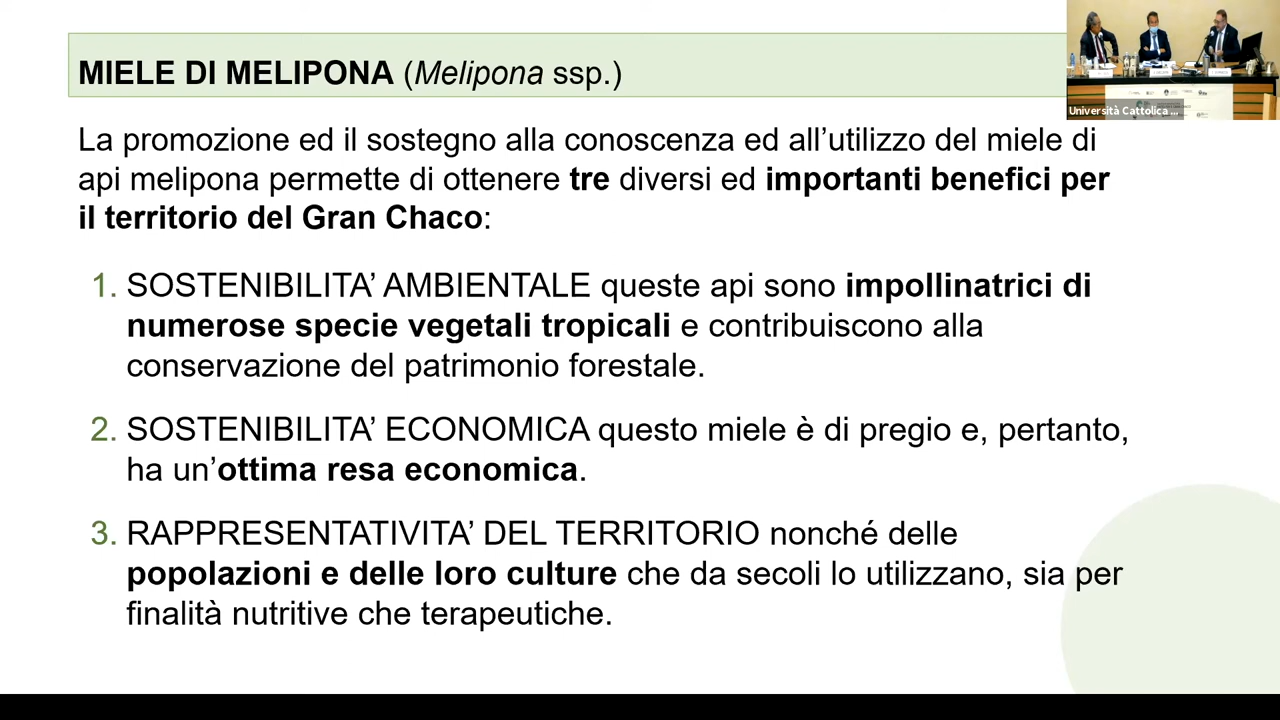 MIELE DI MELIPONA (Melipona ssp.)
La promozione ed il sostegno alla conoscenza ed all’utilizzo del miele di
api melipona permette di ottenere tre diversi ed importanti benefici per
il territorio del Gran Chaco:
1. SOSTENIBILITA’ AMBIENTALE queste api sono impollinatrici di
numerose specie vegetali tropicali e contribuiscono alla
conservazione del patrimonio forestale.
2. SOSTENIBILITA’ ECONOMICA questo miele è di pregio e, pertanto,
ha un’ottima resa economica.
3. RAPPRESENTATIVITA’ DEL TERRITORIO nonché delle
popolazioni e delle loro culture che da secoli lo utilizzano, sia per
finalità nutritive che terapeutiche.
Università Cattolica ...